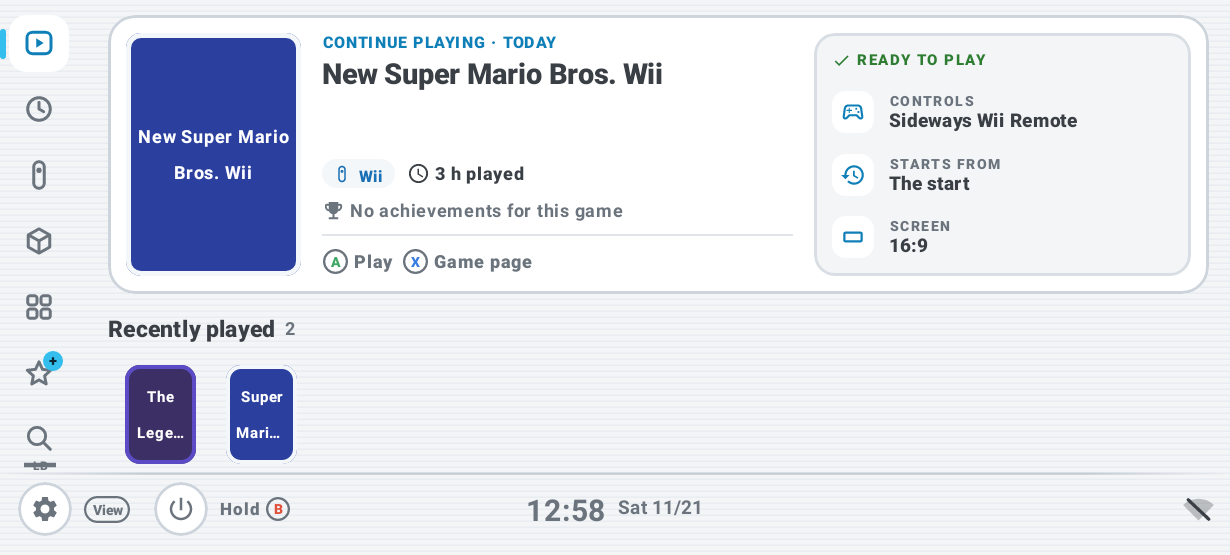 CONTINUE PLAYING · TODAY
New Super Mario Bros. Wii
New Super Mario
Bros. Wii
Wii
3 h played
No achievements for this game
A Play X Game page
READY TO PLAY
CONTROLS
Sideways Wii Remote
STARTS FROM
The start
SCREEN
16:9
Recently played 2
The
Lege…
Super
Mari…
View
Hold B
12:58 Sat 11/21